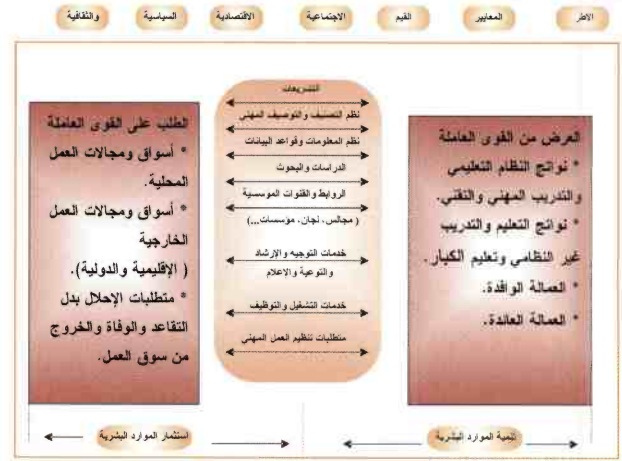 الأطر المعايير القيم الاجتماعية الاقتصادية السياسية والثقافية
العرض من القوى العاملة
* نواتج النظام التعليمي
والتدريب المهني والتقني.
* نواتج التعليم والتدريب
غير النظامي وتعليم الكبار.
* العمالة الوافدة.
* العمالة العائدة.
التشريعات
نظم التصنيف والتوصيف المهني
نظم المعلومات وقواعد البيانات
الدراسات والبحوث
الروابط والقنوات المؤسسية
(مجالس، لجان، مؤسسات...)
خدمات التوجيه والإرشاد
والتوعية والإعلام
خدمات التشغيل والتوظيف
متطلبات تنظيم العمل المهني
الطلب على القوى العاملة
* أسواق ومجالات العمل
المحلية.
* أسواق ومجالات العمل
الخارجية
( الإقليمية والدولية).
* متطلبات الإحلال بدل
التقاعد والوفاة والخروج
من سوق العمل.
تنمية الموارد البشرية
استثمار الموارد البشرية